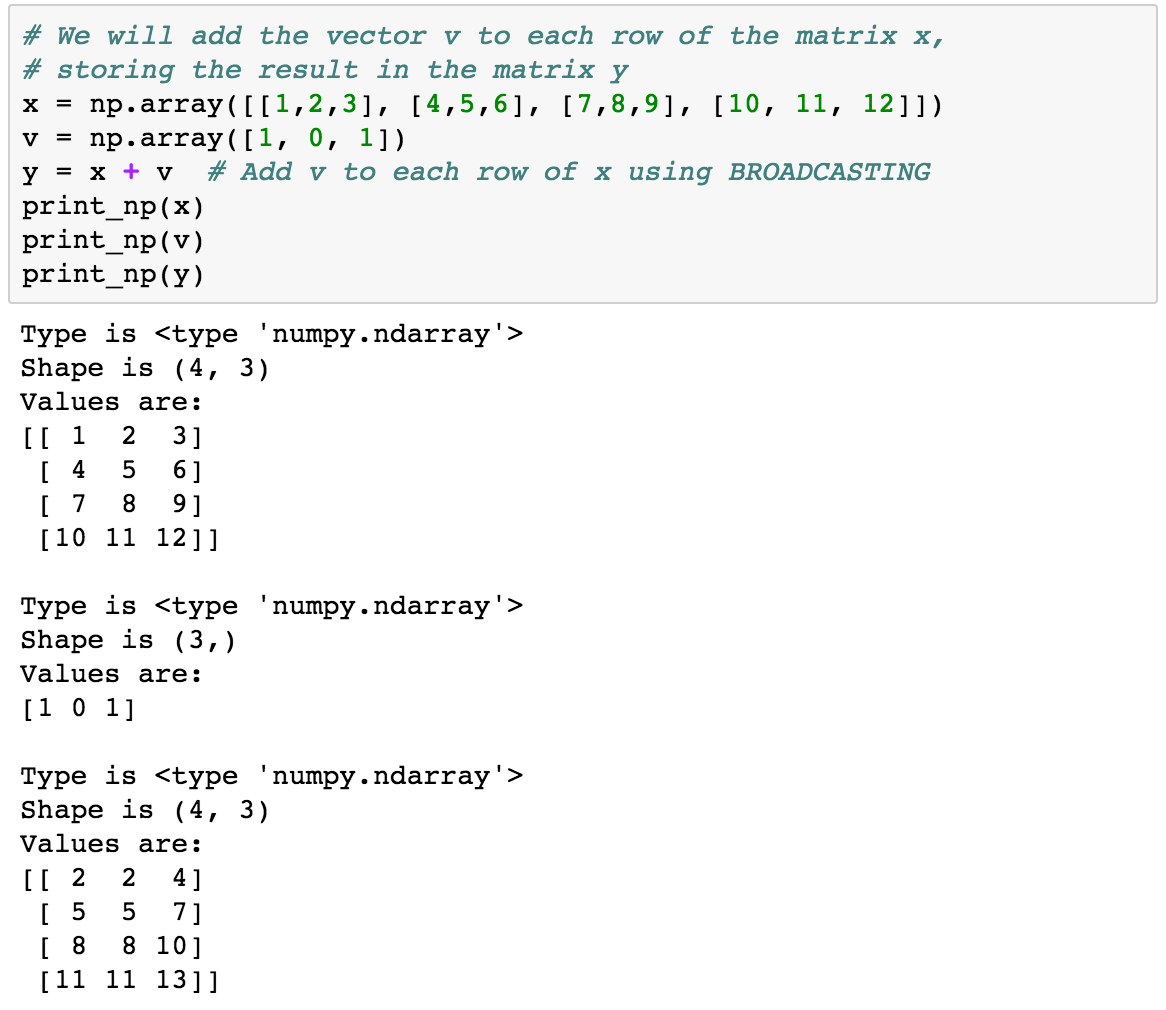 # We will add the vector v to each row of the matrix x,
# storing the result in the matrix y
x = np.array([[1,2,3], [4,5,6], [7,8,9], [10, 11, 12]])
v = np.array([1, 0, 1])
y = x + v  # Add v to each row of x using BROADCASTING
print_np(x)
print_np(v)
print_np(y)
Type is <type 'numpy.ndarray'>
Shape is (4, 3)
Values are:
[[ 1  2  3]
 [ 4  5  6]
 [ 7  8  9]
 [10 11 12]]
Type is <type 'numpy.ndarray'>
Shape is (3,)
Values are:
[1 0 1]
Type is <type 'numpy.ndarray'>
Shape is (4, 3)
Values are:
[[ 2  2  4]
 [ 5  5  7]
 [ 8  8 10]
 [11 11 13]]